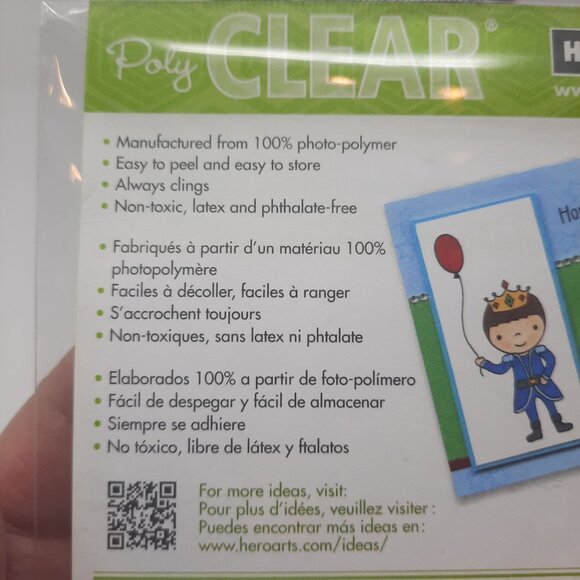 Poly CLEAR®
• Manufactured from 100% photo-polymer
• Easy to peel and easy to store
• Always clings
• Non-toxic, latex and phthalate-free
• Fabriqués à partir d'un matériau 100%
photopolymère
• Faciles à décoller, faciles à ranger
• S'accrochent toujours
• Non-toxiques, sans latex ni phtalate
• Elaborados 100% a partir de foto-polímero
• Fácil de despegar y fácil de almacenar
• Siempre se adhiere
• No tóxico, libre de látex y ftalatos
For more ideas, visit:
Pour plus d'idées, veuillez visiter :
Puedes encontrar más ideas en:
www.heroarts.com/ideas/